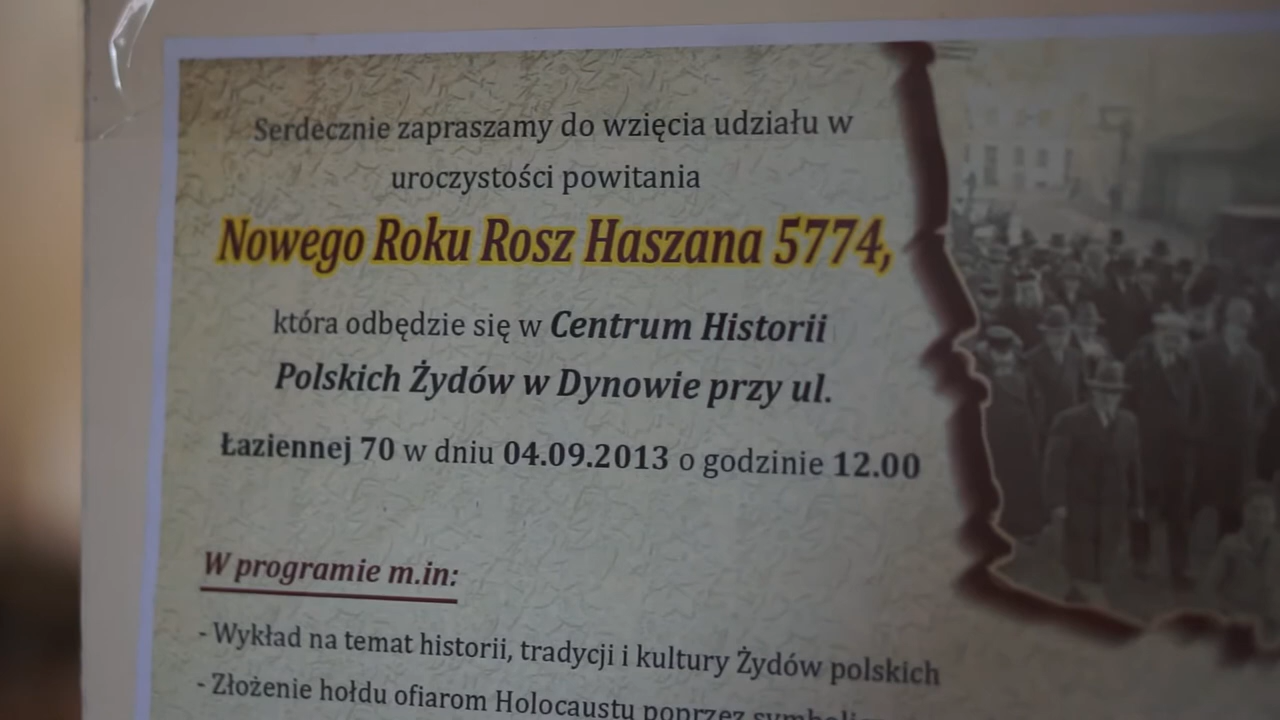 Serdecznie zapraszamy do wzięcia udziału w
uroczystości powitania
Nowego Roku Rosz Haszana 5774,
która odbędzie się w Centrum Historii
Polskich Żydów w Dynowie przy ul.
Łaziennej 70 w dniu 04.09.2013 o godzinie 12.00
W programie m.in:
- Wykład na temat historii, tradycji i kultury Żydów polskich
- Złożenie hołdu ofiarom Holocaustu poprzez